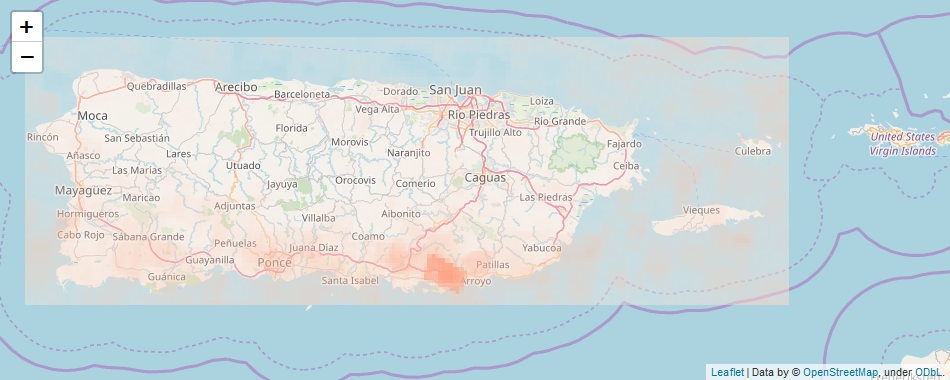 +
−
Quebradillas
Arecibo
Barceloneta
Dorado
San Juan
Loíza
Moca
Vega Alta
Río Piedras
Río Grande
Rincón
San Sebastián
Florida
Morovis
Trujillo Alto
Fajardo
United States
Virgin Islands
Añasco
Lares
Naranjito
Culebra
Las Marías
Utuado
Ceiba
Mayagüez
Maricao
Jayuya
Orocovis
Comerío
Caguas
Las Piedras
Hormigueros
Adjuntas
Villalba
Aibonito
Vieques
Cabo Rojo
Sabana Grande
Peñuelas
Juana Díaz
Coamo
Yabucoa
Guayanilla
Ponce
Patillas
Guánica
Santa Isabel
Arroyo
Leaflet | Data by © OpenStreetMap, under ODbL.